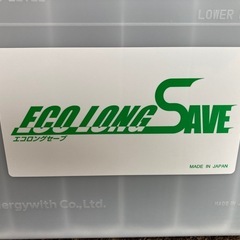 LOWER
ECO LONG SAVE
エコロングセーブ
MADE IN JAPAN
ergywith Co., Ltd.